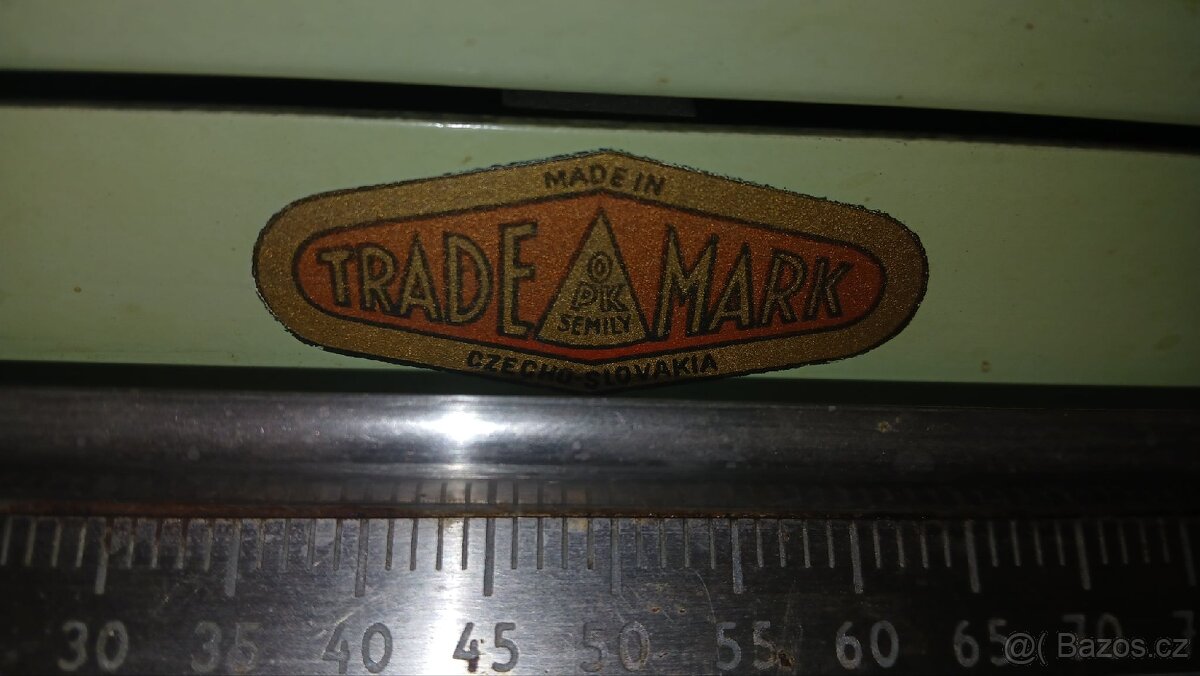 MADE IN
TRADE MARK
O
PK
SEMILY
CZECHO-SLOVAKIA
30 35 40 45 50 55 60 65 70
@( Bazos.cz